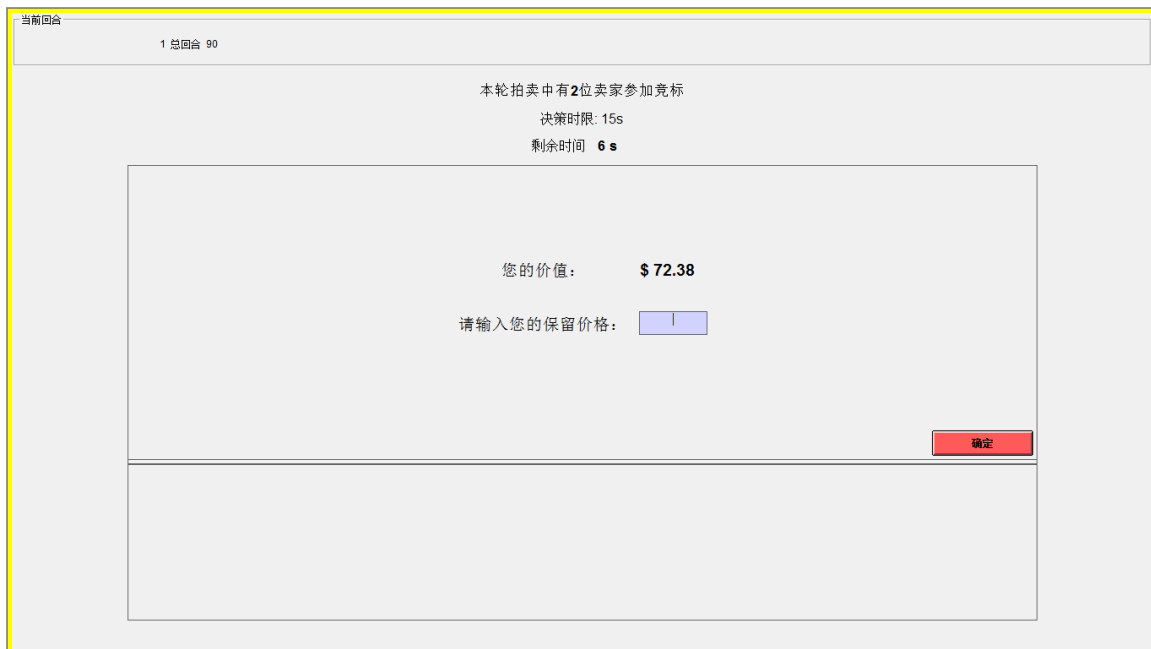 当前回合
1 总回合 90
本轮拍卖中有2位卖家参加竞标
决策时限: 15s
剩余时间 6 s
您的价值: $ 72.38
请输入您的保留价格:
确定